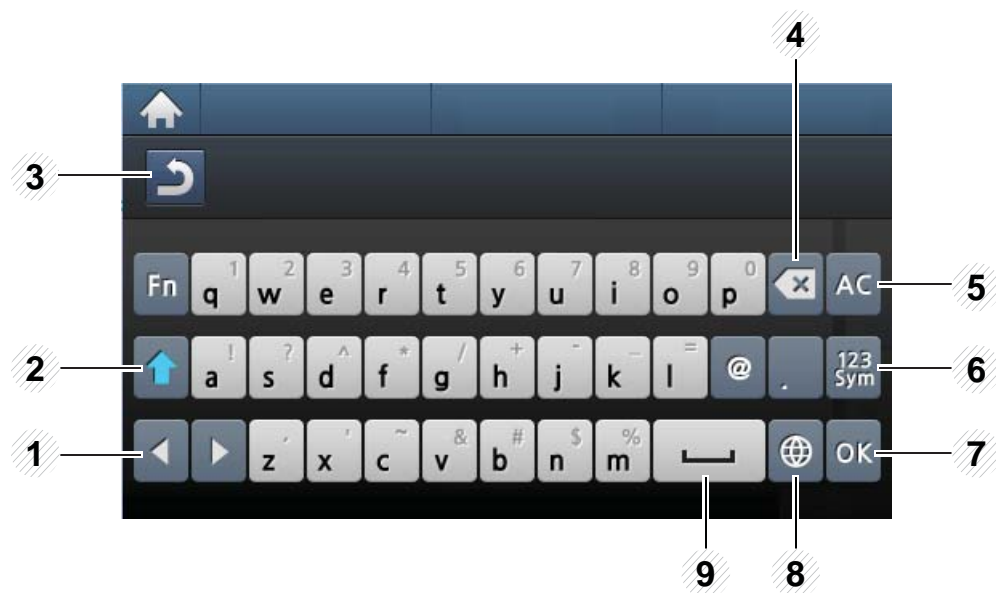 4
3
1 2 3 4 5 6 7 8 9 0
Fn q w e r t y u i o p AC 5
! ? ^ * / + - _ =
2 a s d f g h j k l @ . 123 Sym 6
, ' ~ & # $ %
1 z x c v b n m OK 7
9 8